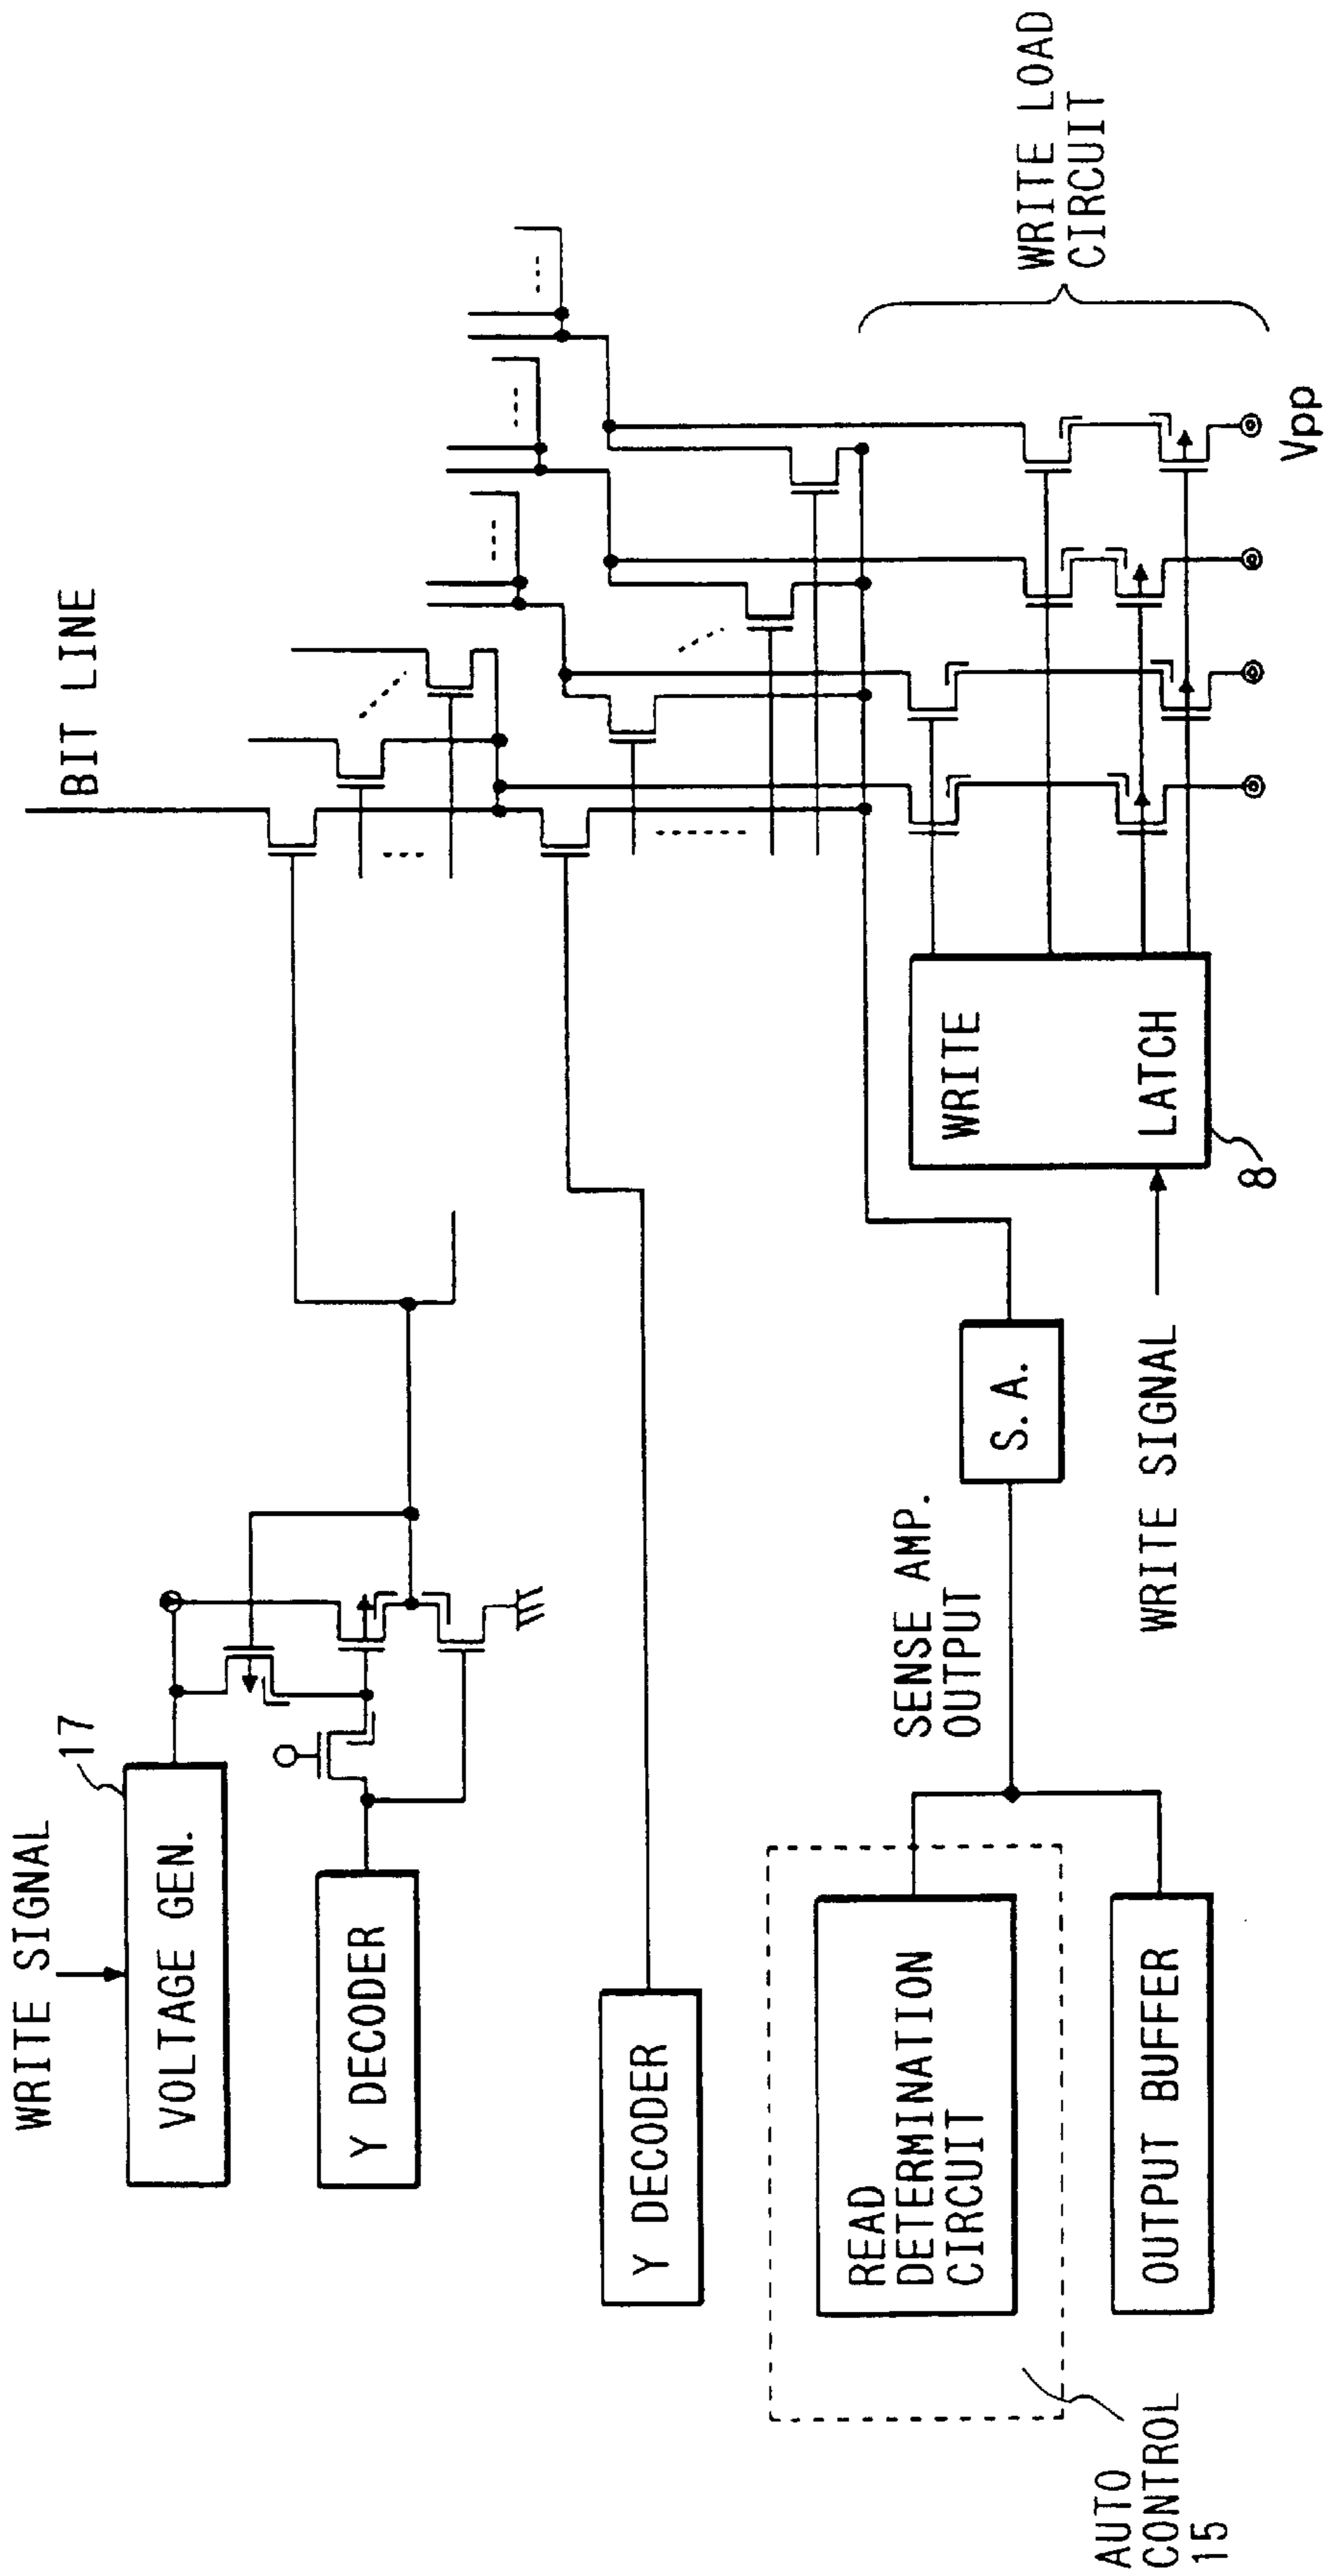 WRITE SIGNAL
17
VOLTAGE GEN.
Y DECODER
Y DECODER
BIT LINE
READ
DETERMINATION
CIRCUIT
OUTPUT BUFFER
AUTO
CONTROL
15
SENSE AMP.
OUTPUT
S. A.
WRITE
LATCH
8
WRITE SIGNAL
WRITE LOAD
CIRCUIT
Vpp